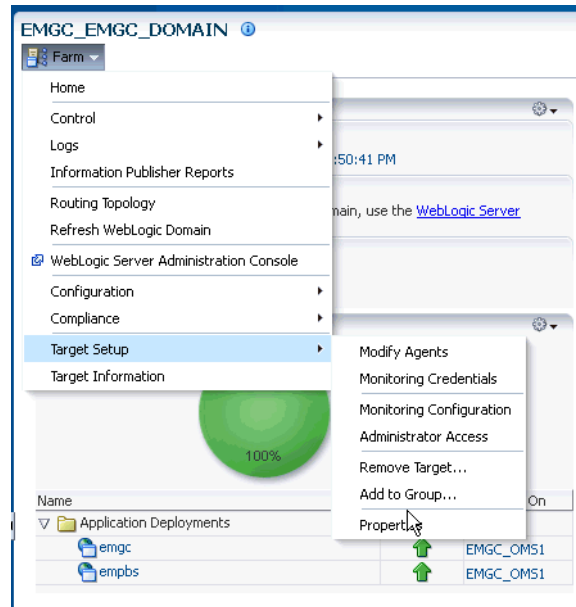 EMGC_EMGC_DOMAIN
Farm
Home
Control
Logs
Information Publisher Reports
:50:41 PM
Routing Topology
main, use the WebLogic Server
Refresh WebLogic Domain
WebLogic Server Administration Console
Configuration
Compliance
Target Setup
Target Information
Modify Agents
Monitoring Credentials
Monitoring Configuration
Administrator Access
Remove Target...
Add to Group...
Properties
100%
Name
On
Application Deployments
emgc
EMGC_OMS1
empbs
EMGC_OMS1